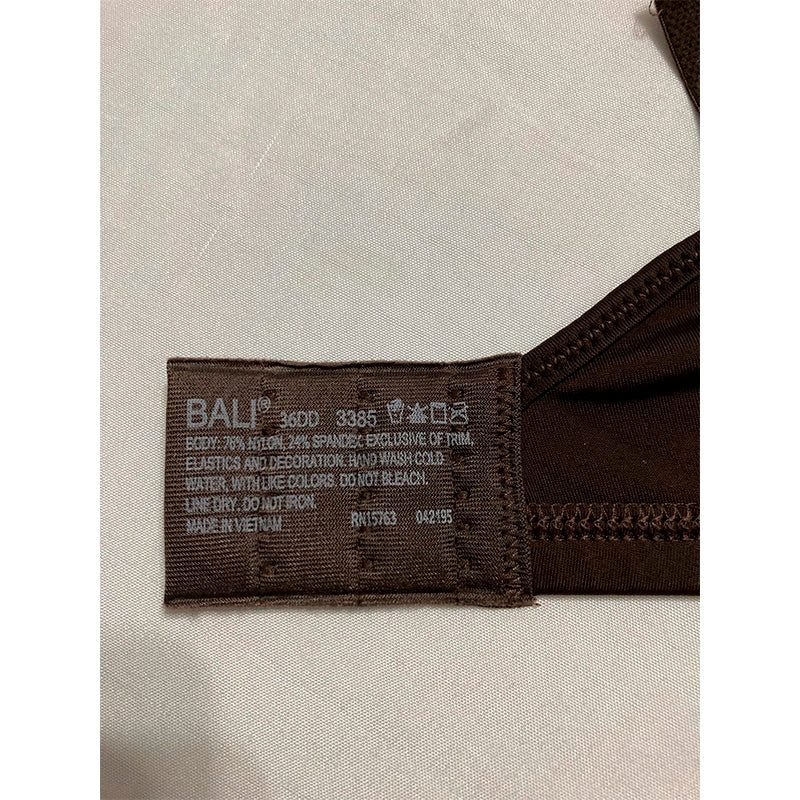 BALI® 36DD 3385
BODY: 76% NYLON, 24% SPANDEX EXCLUSIVE OF TRIM,
ELASTICS AND DECORATION. HAND WASH COLD
WATER, WITH LIKE COLORS. DO NOT BLEACH.
LINE DRY. DO NOT IRON.
MADE IN VIETNAM RN15763 042195